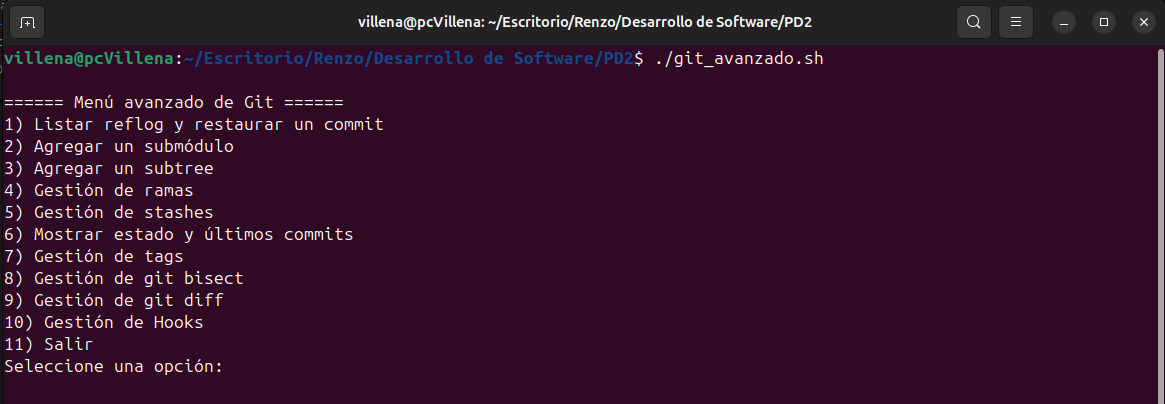 villena@pcVillena: ~/Escritorio/Renzo/Desarrollo de Software/PD2
villena@pcVillena:~/Escritorio/Renzo/Desarrollo de Software/PD2$ ./git_avanzado.sh
====== Menú avanzado de Git ======
1) Listar reflog y restaurar un commit
2) Agregar un submódulo
3) Agregar un subtree
4) Gestión de ramas
5) Gestión de stashes
6) Mostrar estado y últimos commits
7) Gestión de tags
8) Gestión de git bisect
9) Gestión de git diff
10) Gestión de Hooks
11) Salir
Seleccione una opción: